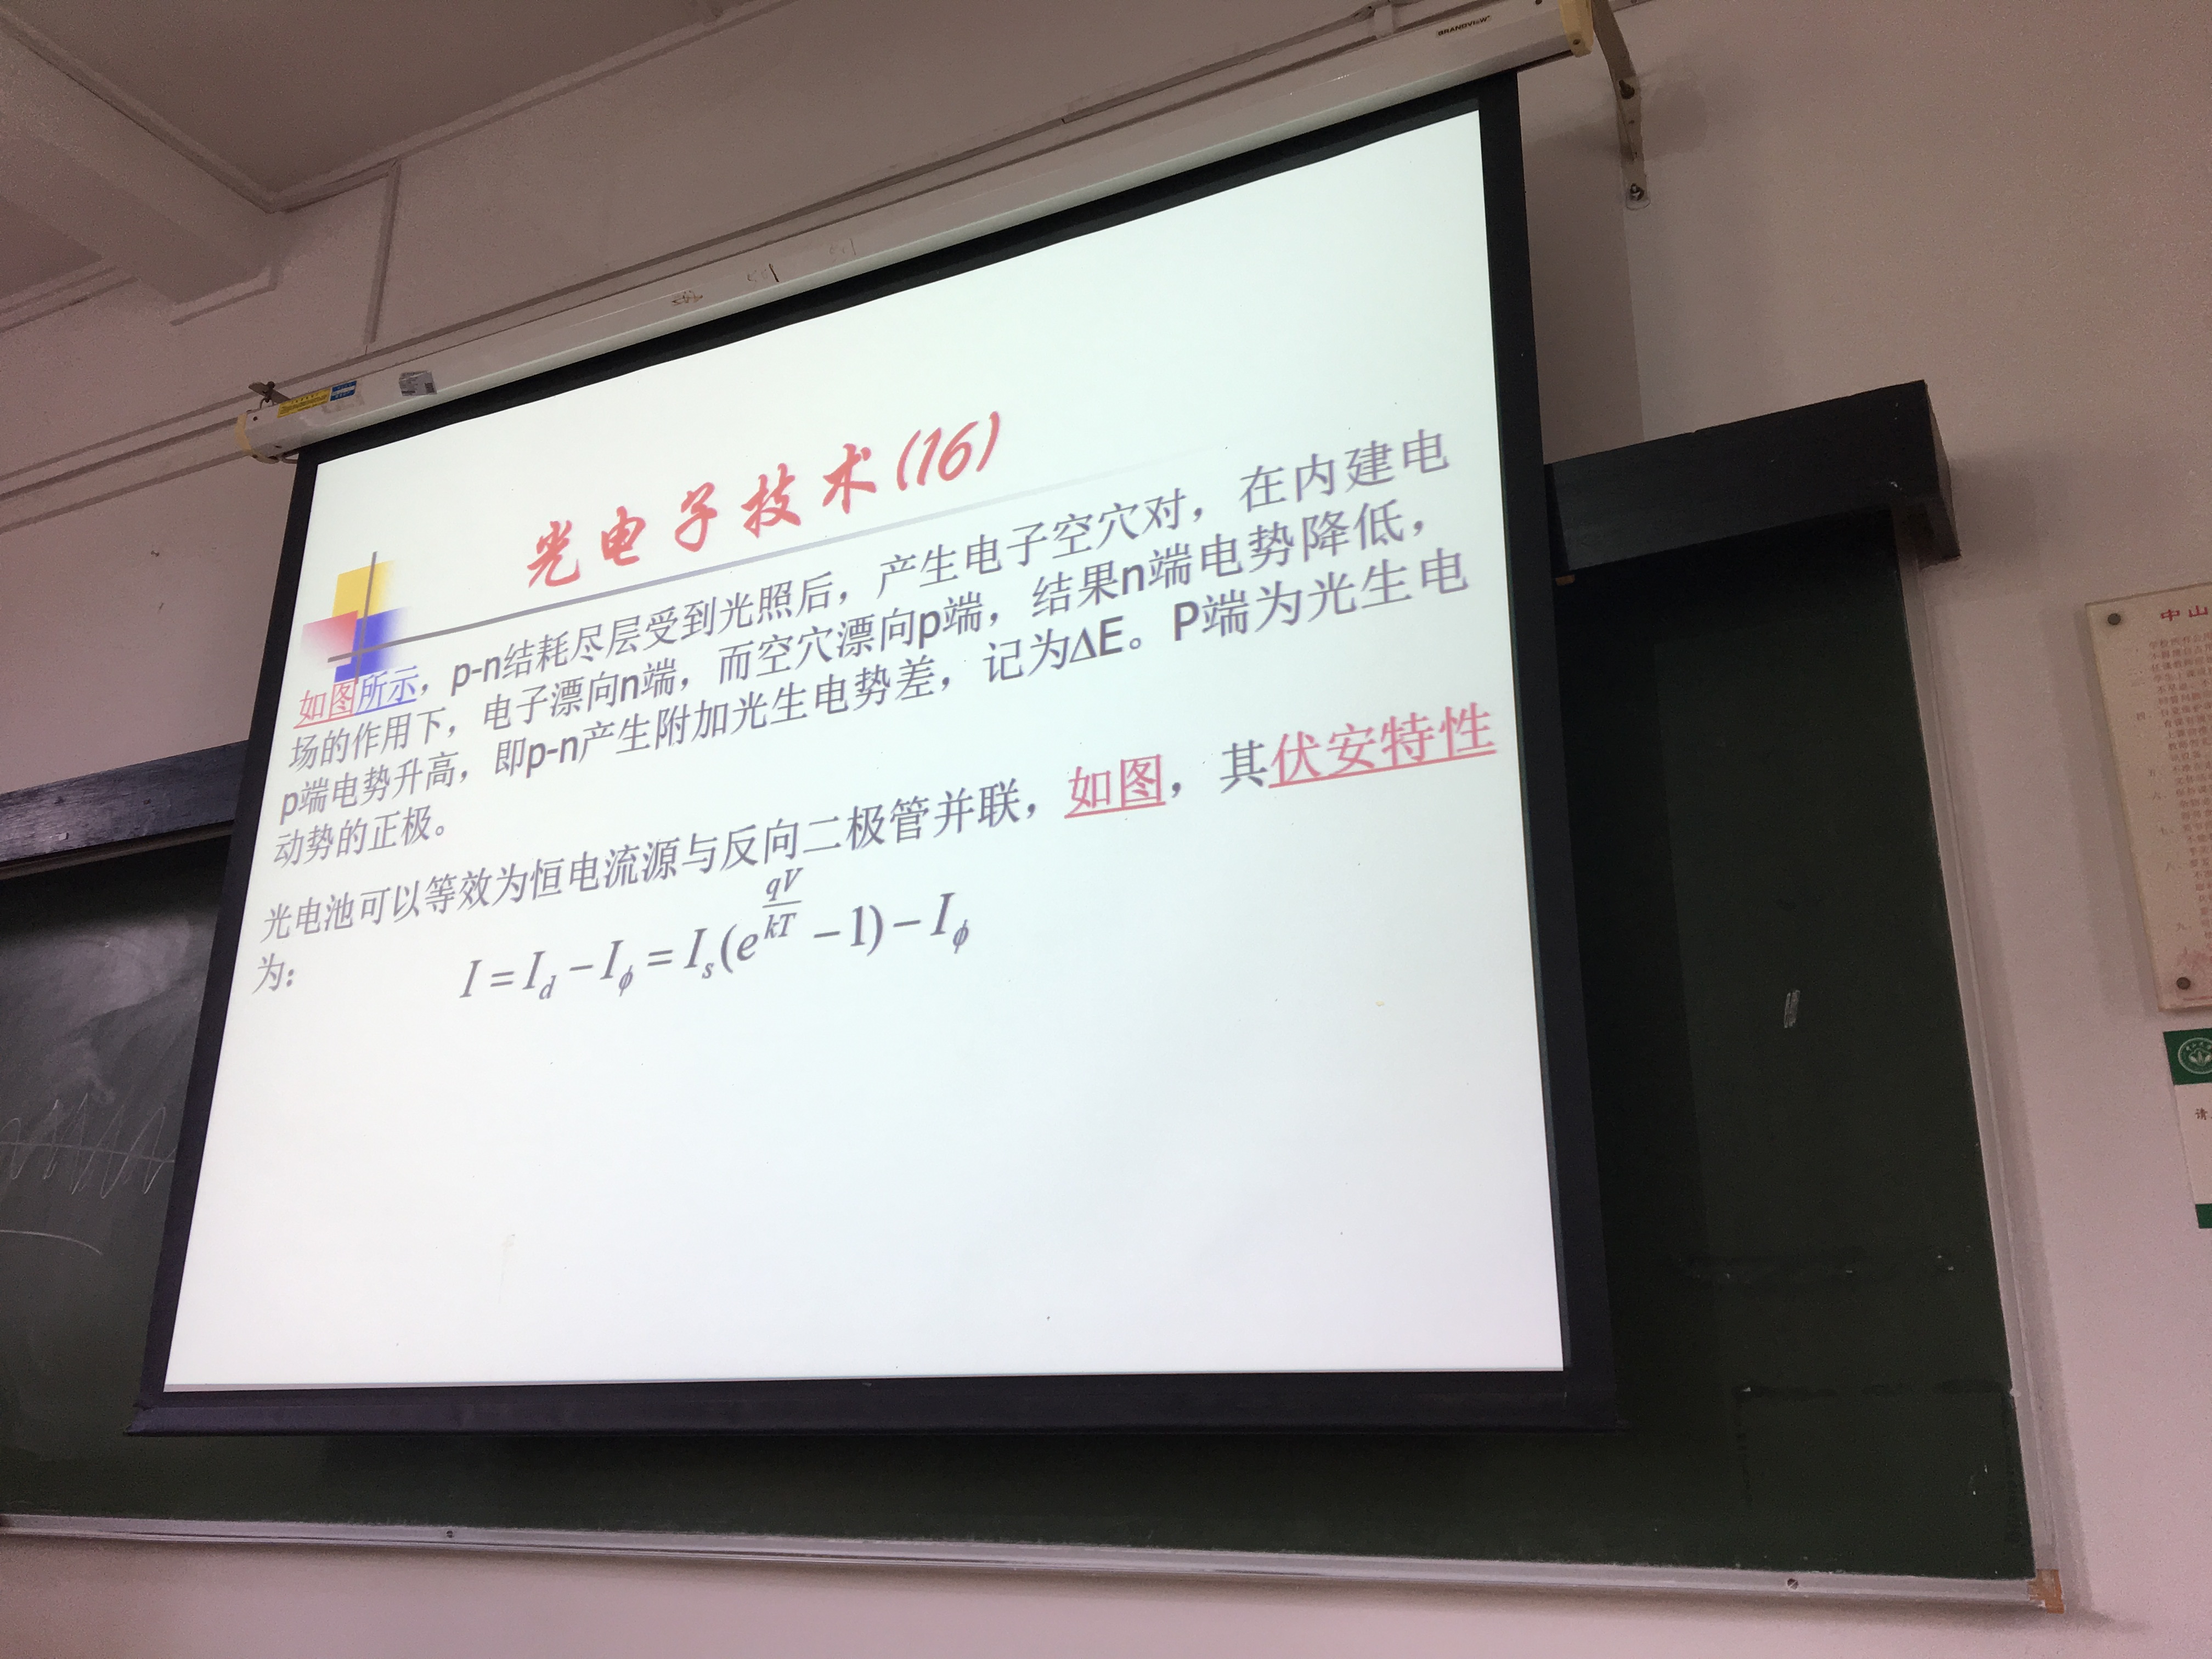 BRANDVIEW
光电子技术(16)
如图所示，p-n结耗尽层受到光照后，产生电子空穴对，在内建电
场的作用下，电子漂向n端，而空穴漂向p端，结果n端电势降低，
p端电势升高，即p-n产生附加光生电势差，记为ΔE。P端为光生电
动势的正极。
光电池可以等效为恒电流源与反向二极管并联，如图，其伏安特性
为：
I = I_d − I_ϕ = I_s(e^{qV/kT} − 1) − I_ϕ
中山
请